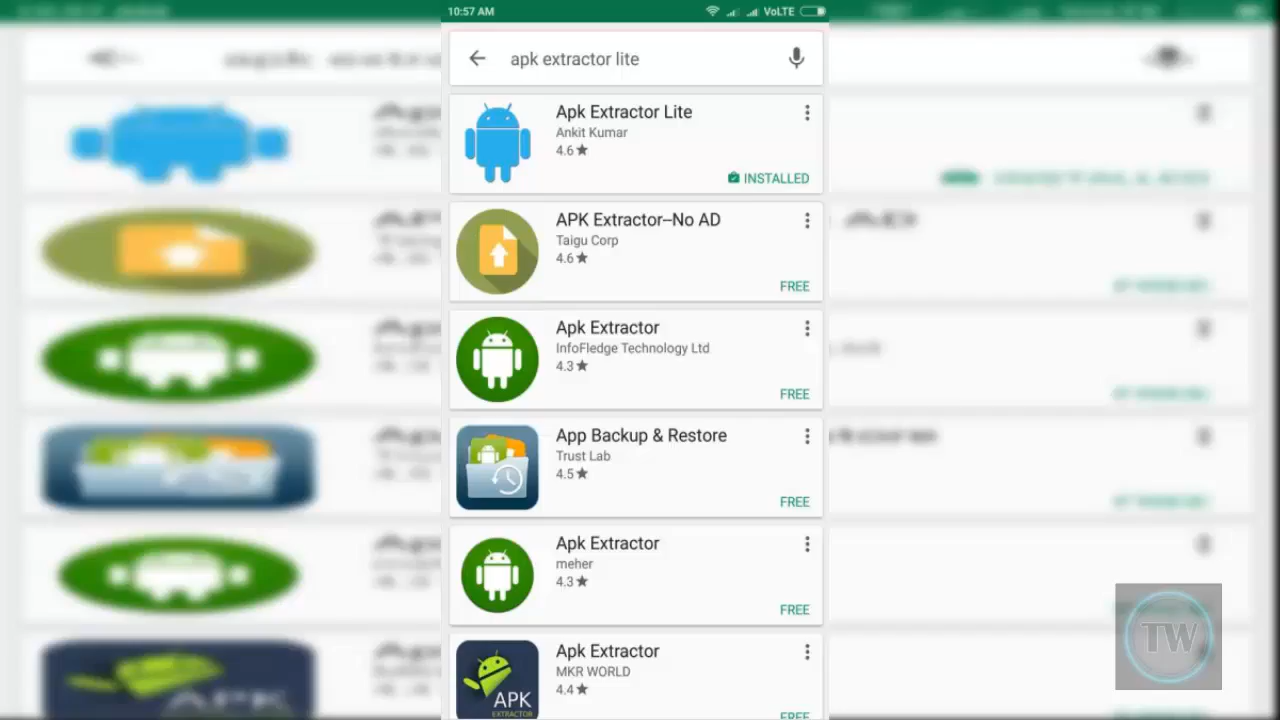 10:57 AM
VoLTE
apk extractor lite
Apk Extractor Lite
Ankit Kumar
4.6★
INSTALLED
APK Extractor–No AD
Taigu Corp
4.6★
FREE
Apk Extractor
InfoFledge Technology Ltd
4.3★
FREE
App Backup & Restore
Trust Lab
4.5★
FREE
Apk Extractor
meher
4.3★
FREE
Apk Extractor
MKR WORLD
4.4★
APK
EXTRACTOR
FREE
TW